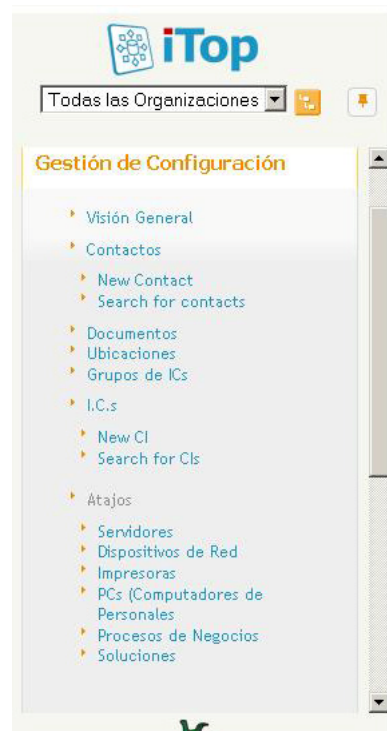 iTop
Todas las Organizaciones
Gestión de Configuración
Visión General
Contactos
New Contact
Search for contacts
Documentos
Ubicaciones
Grupos de ICs
I.C.s
New CI
Search for CIs
Atajos
Servidores
Dispositivos de Red
Impresoras
PCs (Computadores de
Personales
Procesos de Negocios
Soluciones